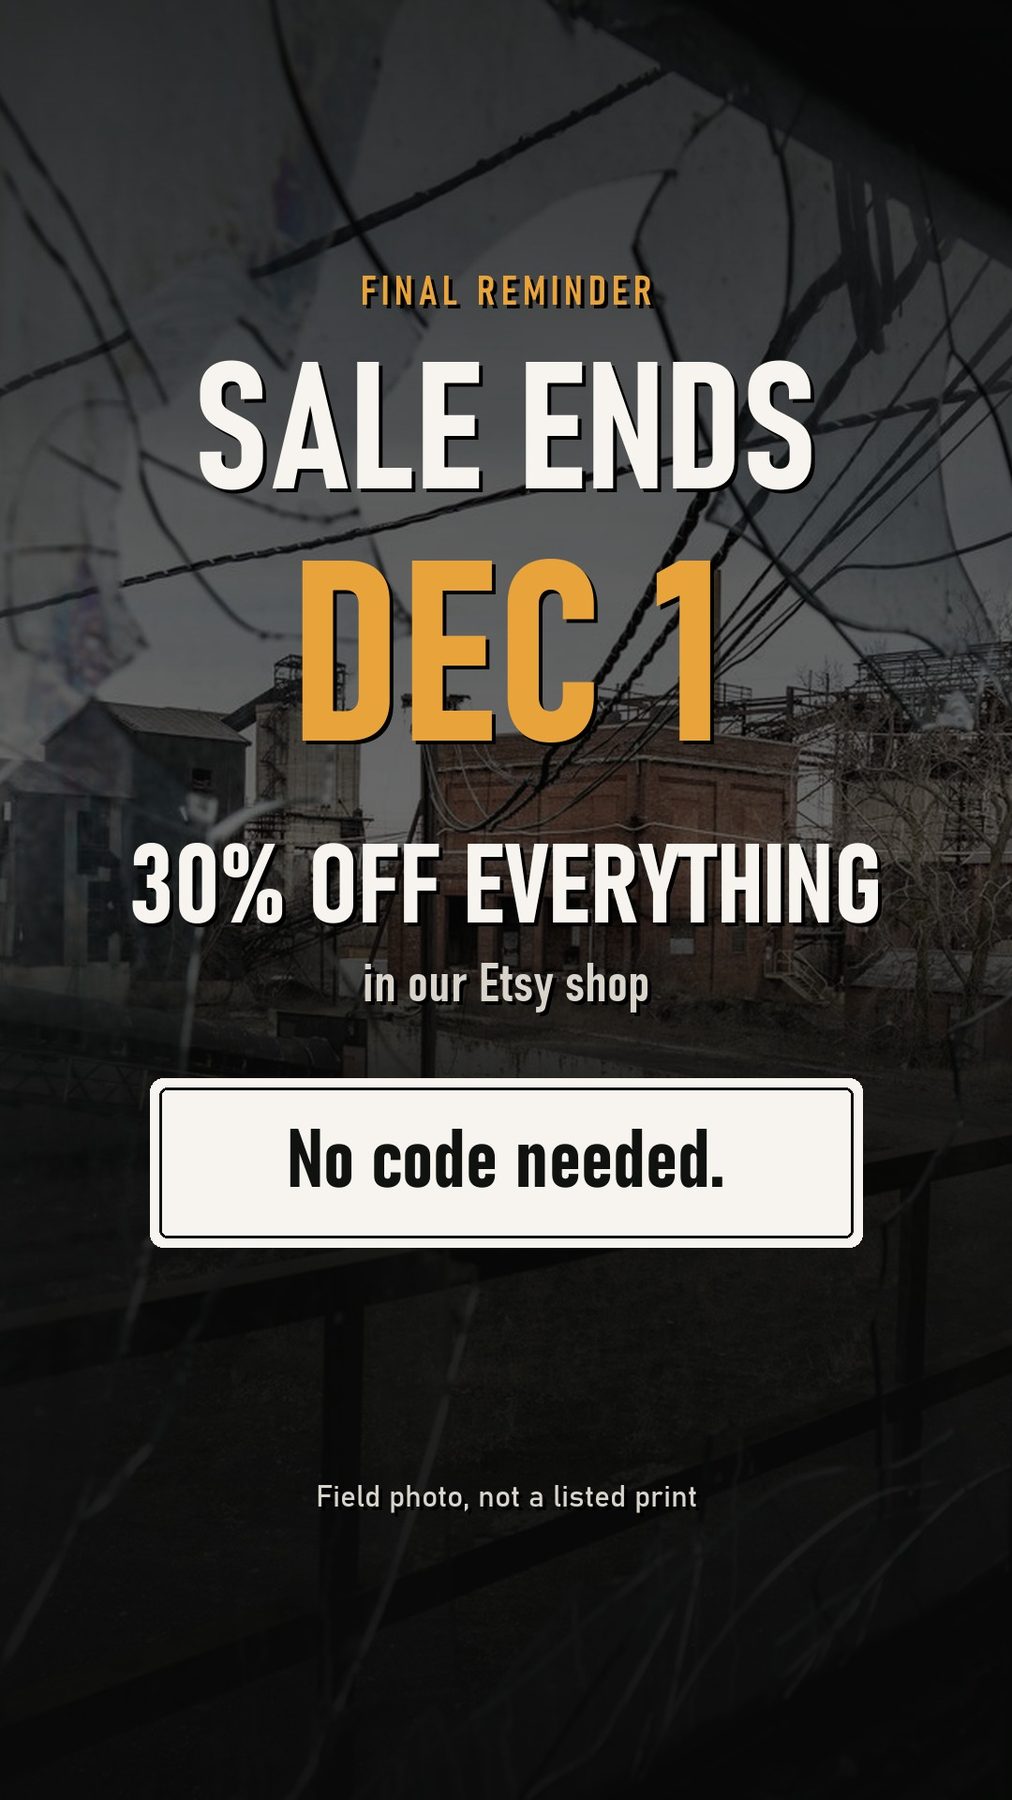 FINAL REMINDER
SALE ENDS
DEC 1
30% OFF EVERYTHING
in our Etsy shop
No code needed.
Field photo, not a listed print